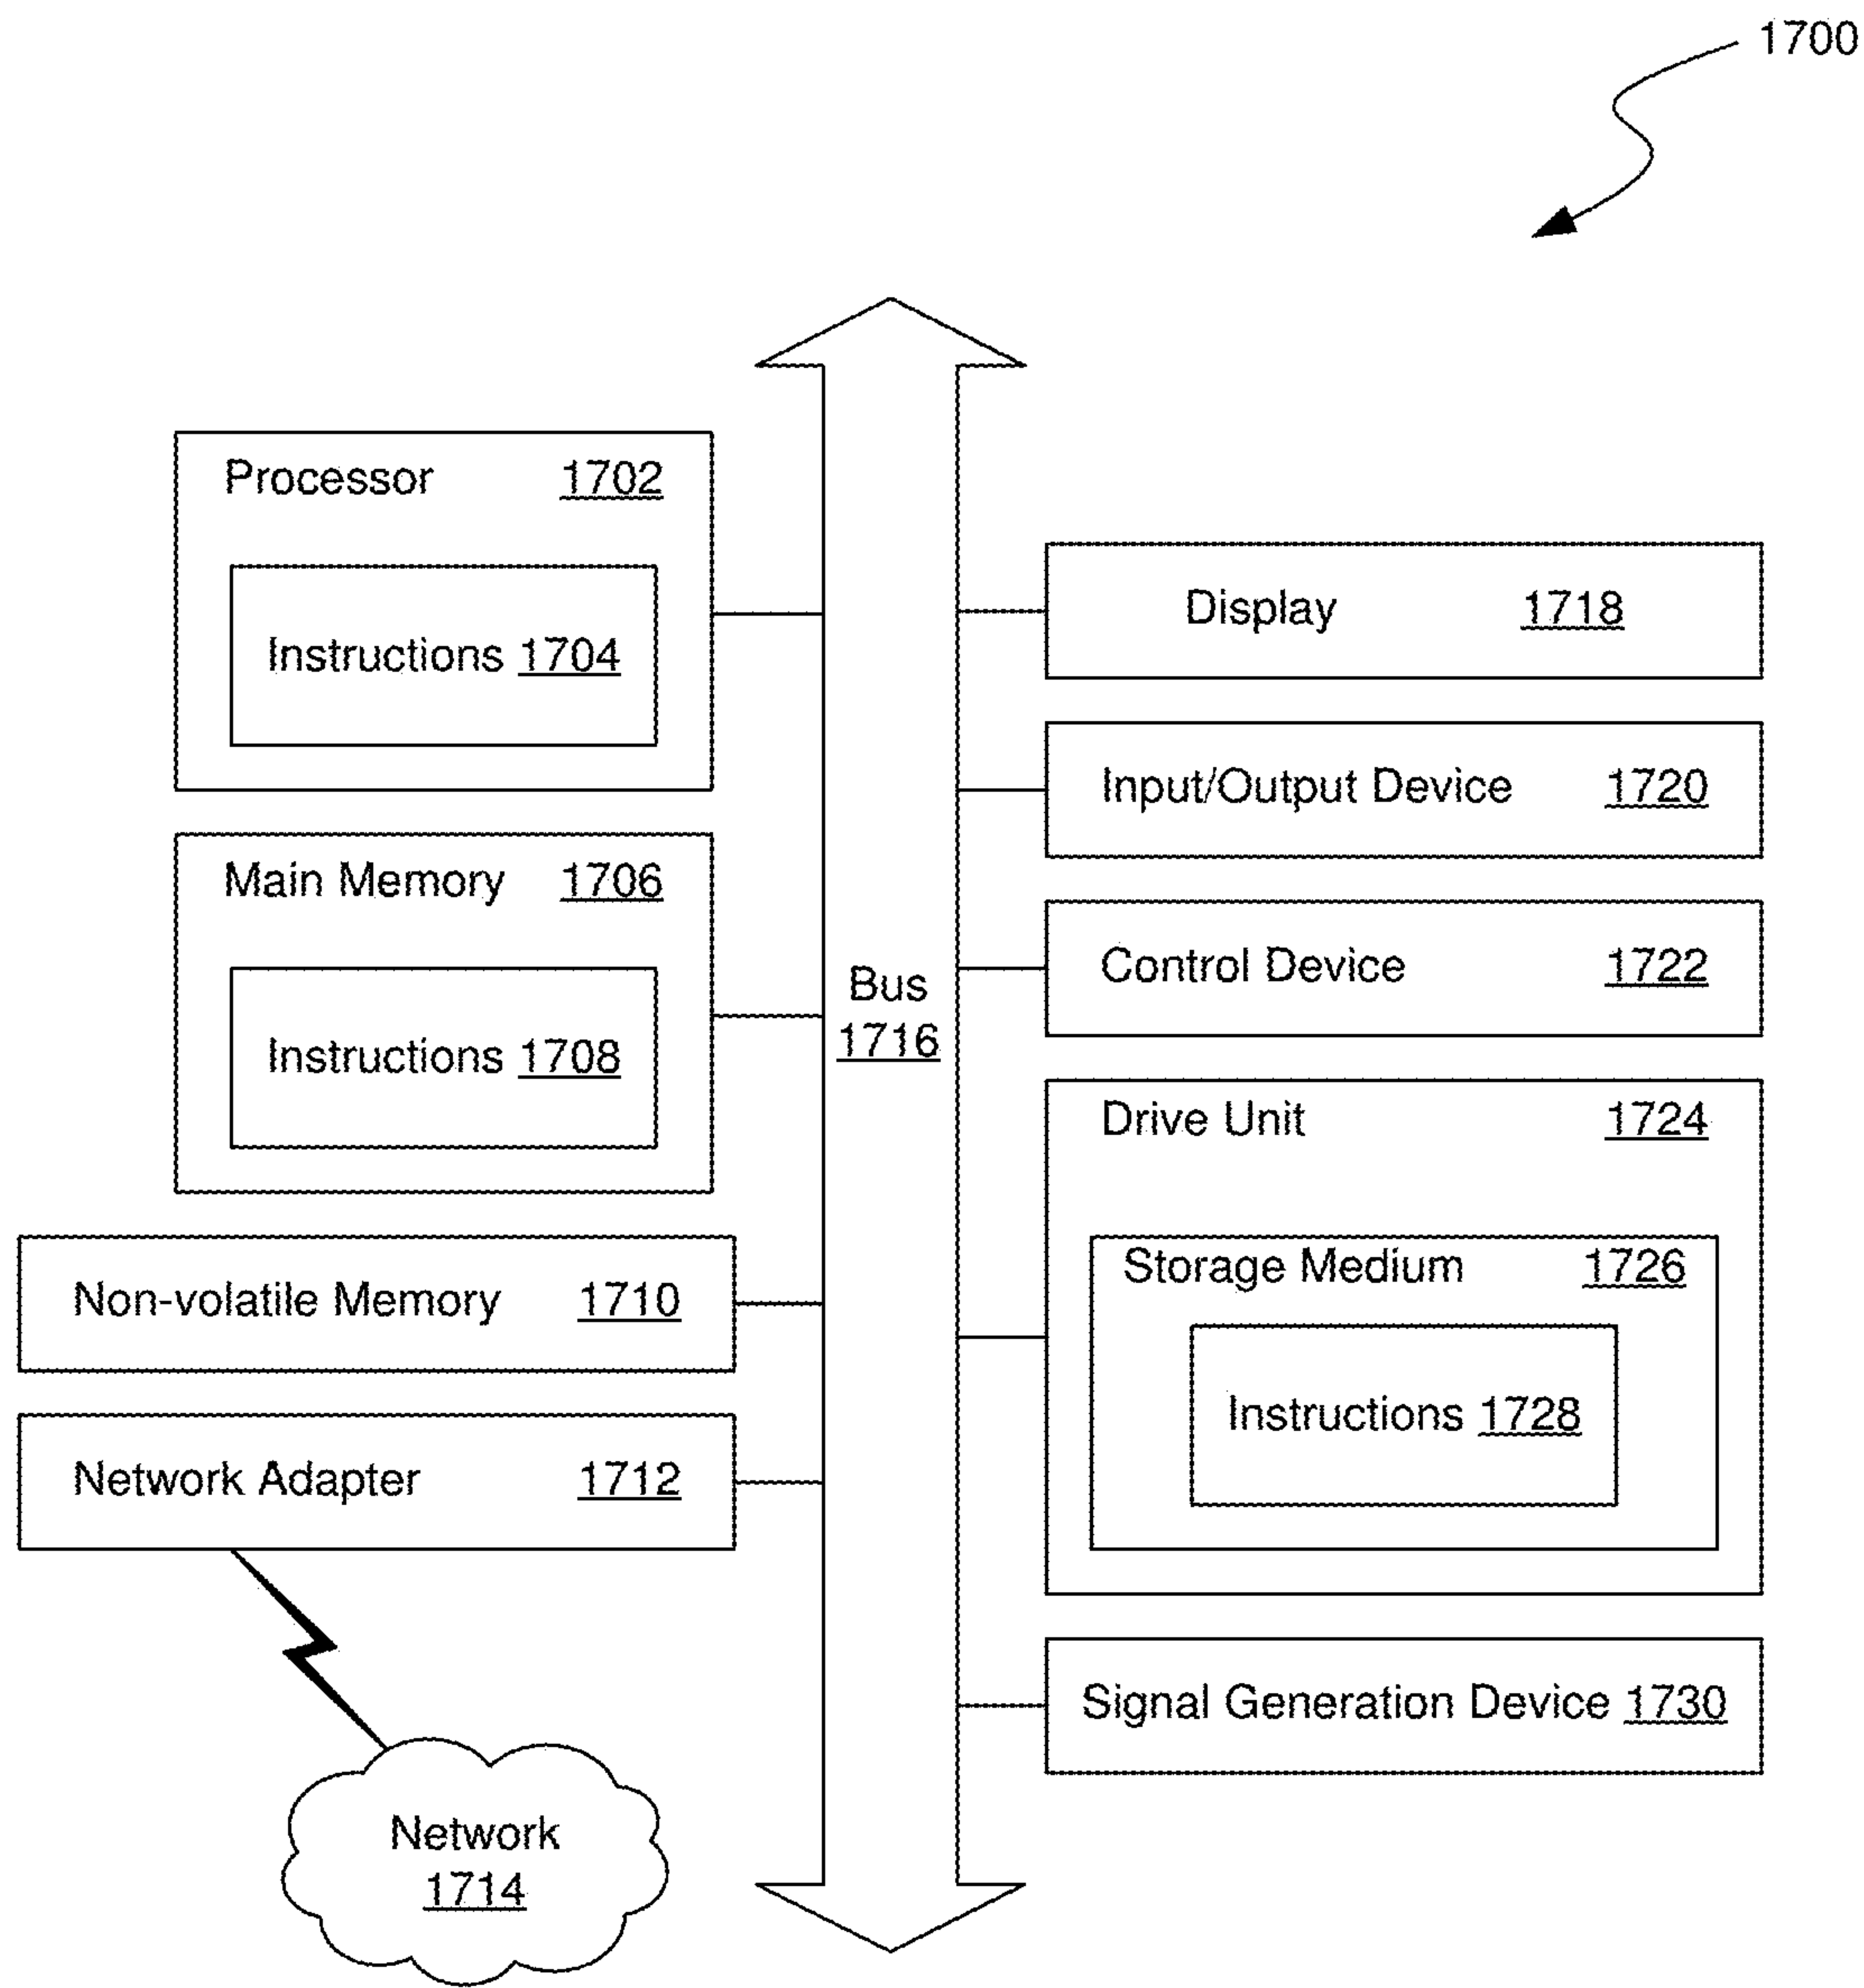 1700
Processor 1702
Instructions 1704
Main Memory 1706
Instructions 1708
Non-volatile Memory 1710
Network Adapter 1712
Network
1714
Bus
1716
Display 1718
Input/Output Device 1720
Control Device 1722
Drive Unit 1724
Storage Medium 1726
Instructions 1728
Signal Generation Device 1730